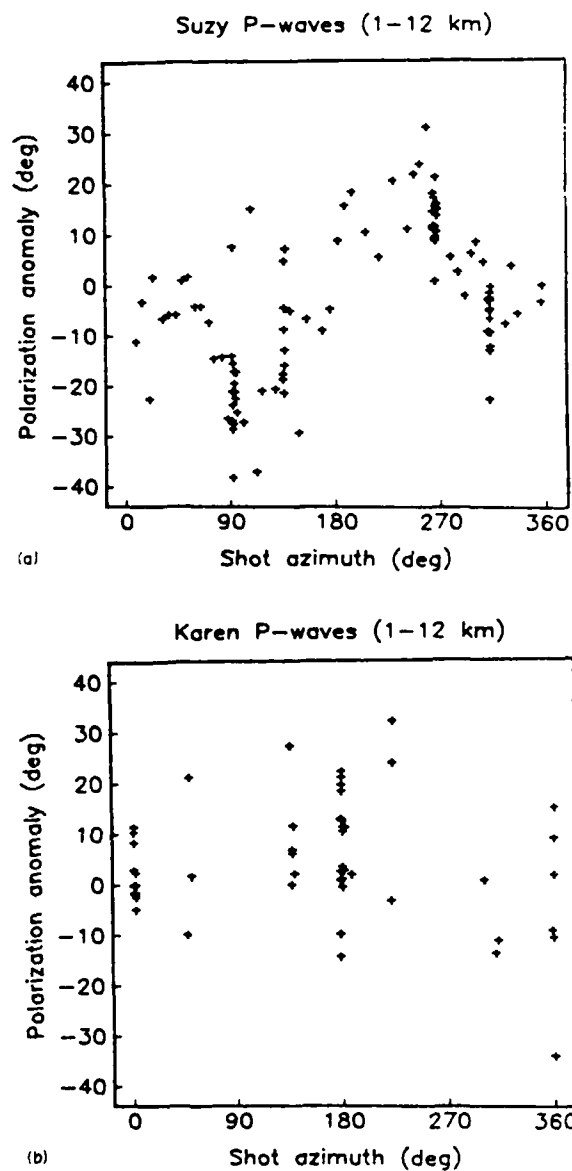 Suzy P-waves (1-12 km)
Polarization anomaly (deg)
40
30
20
10
0
-10
-20
-30
-40
0 90 180 270 360
(a)
Shot azimuth (deg)
Karen P-waves (1-12 km)
Polarization anomaly (deg)
40
30
20
10
0
-10
-20
-30
-40
0 90 180 270 360
(b)
Shot azimuth (deg)